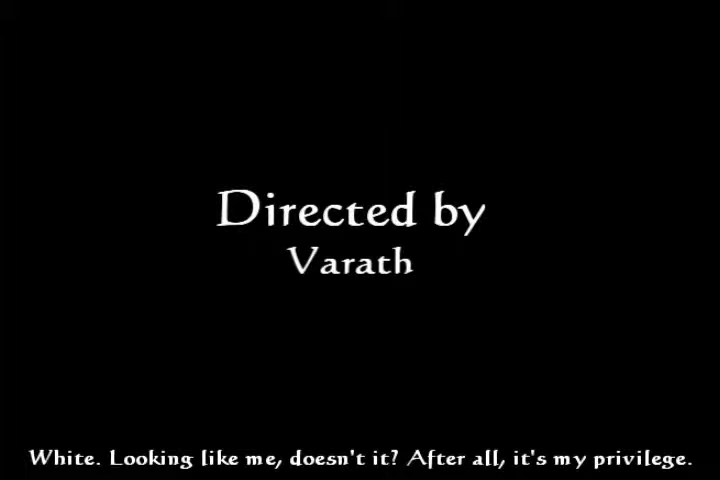 Directed by
Varath
White. Looking like me, doesn't it? After all, it's my privilege.